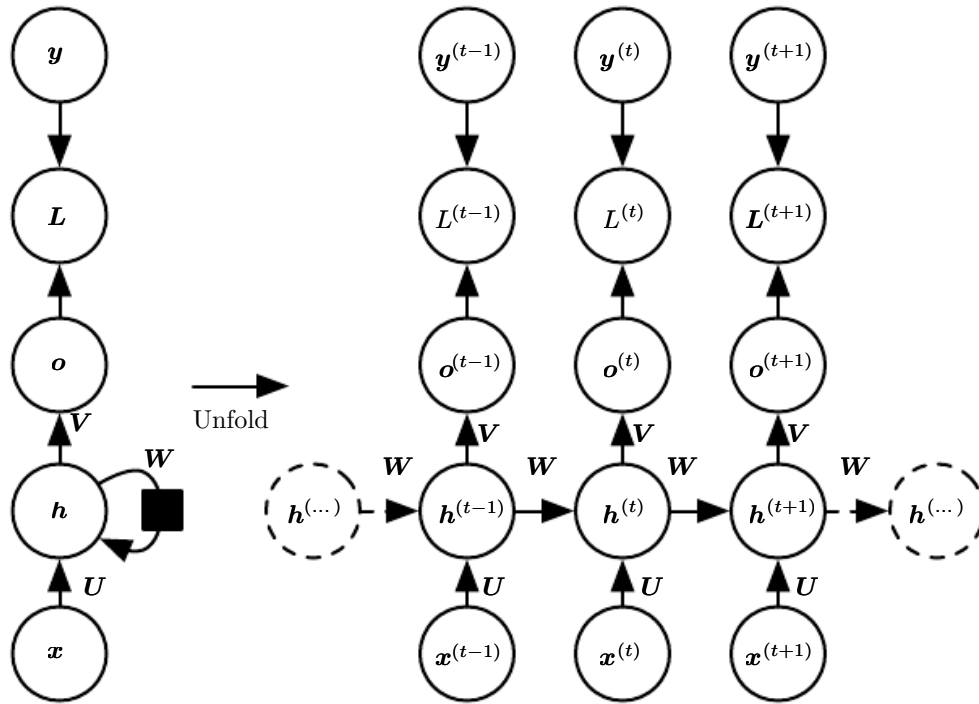 y y^{(t−1)} y^{(t)} y^{(t+1)}
L L^{(t−1)} L^{(t)} L^{(t+1)}
o o^{(t−1)} o^{(t)} o^{(t+1)}
Unfold
V V V V
W W W W W
h h^{(...)} h^{(t−1)} h^{(t)} h^{(t+1)} h^{(...)}
U U U U
x x^{(t−1)} x^{(t)} x^{(t+1)}